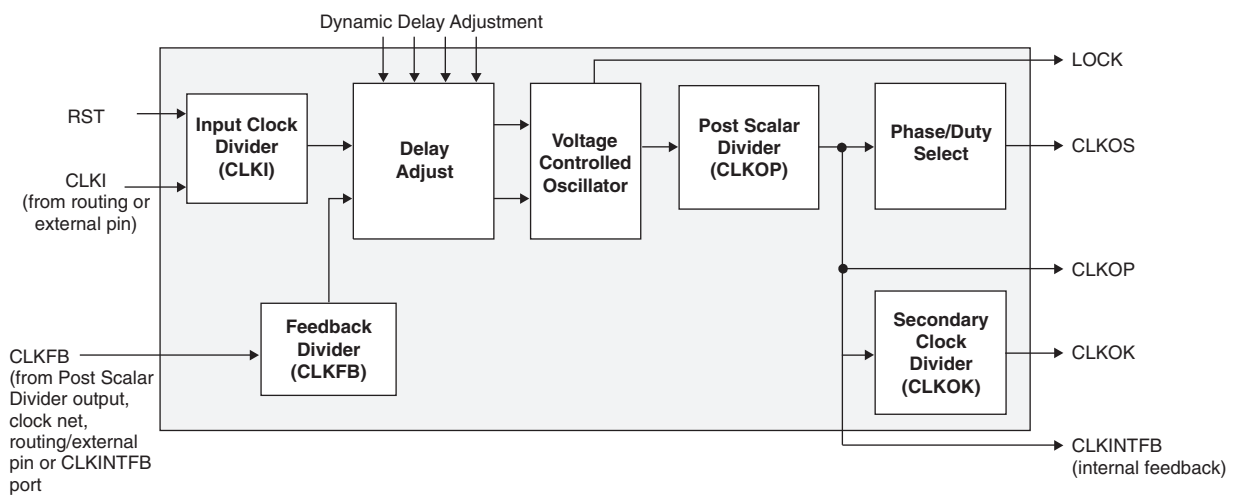 Dynamic Delay Adjustment
LOCK
RST
Input Clock
Divider
(CLKI)
Delay
Adjust
Voltage
Controlled
Oscillator
Post Scalar
Divider
(CLKOP)
Phase/Duty
Select
CLKOS
CLKI
(from routing or
external pin)
CLKOP
Feedback
Divider
(CLKFB)
Secondary
Clock
Divider
(CLKOK)
CLKOK
CLKFB
(from Post Scalar
Divider output,
clock net,
routing/external
pin or CLKINTFB
port
CLKINTFB
(internal feedback)